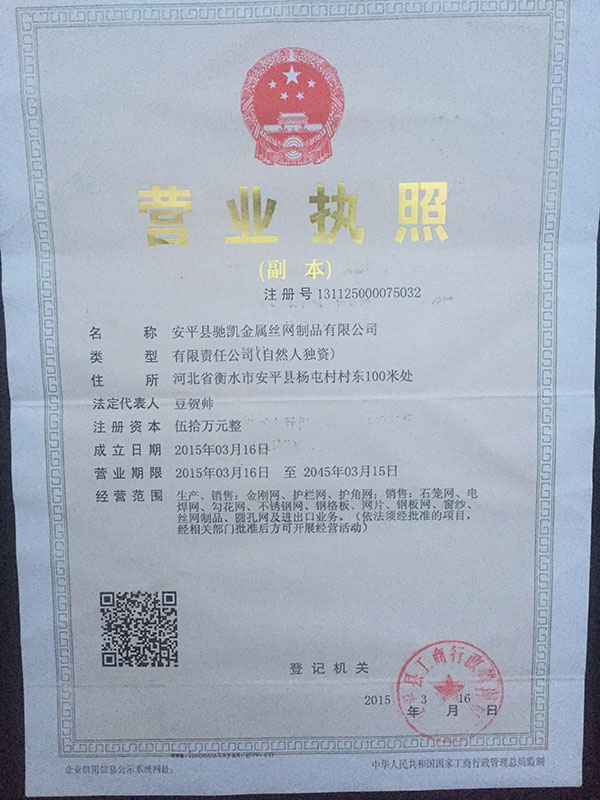 营业执照
(副本)
注册号 131125000075032
名称 安平县驰凯金属丝网制品有限公司
类型 有限责任公司(自然人独资)
住所 河北省衡水市安平县杨屯村村东100米处
法定代表人 豆贺帅
注册资本 伍拾万元整
成立日期 2015年03月16日
营业期限 2015年03月16日 至 2045年03月15日
经营范围 生产、销售：金刚网、护栏网、护角网；销售：石笼网、电
焊网、勾花网、不锈钢网、钢格板、网片、钢板网、窗纱、
丝网制品、圆孔网及进出口业务。（依法须经批准的项目，
经相关部门批准后方可开展经营活动）
登记机关
2015年3月16日
企业信用信息公示系统网址：
中华人民共和国国家工商行政管理总局监制